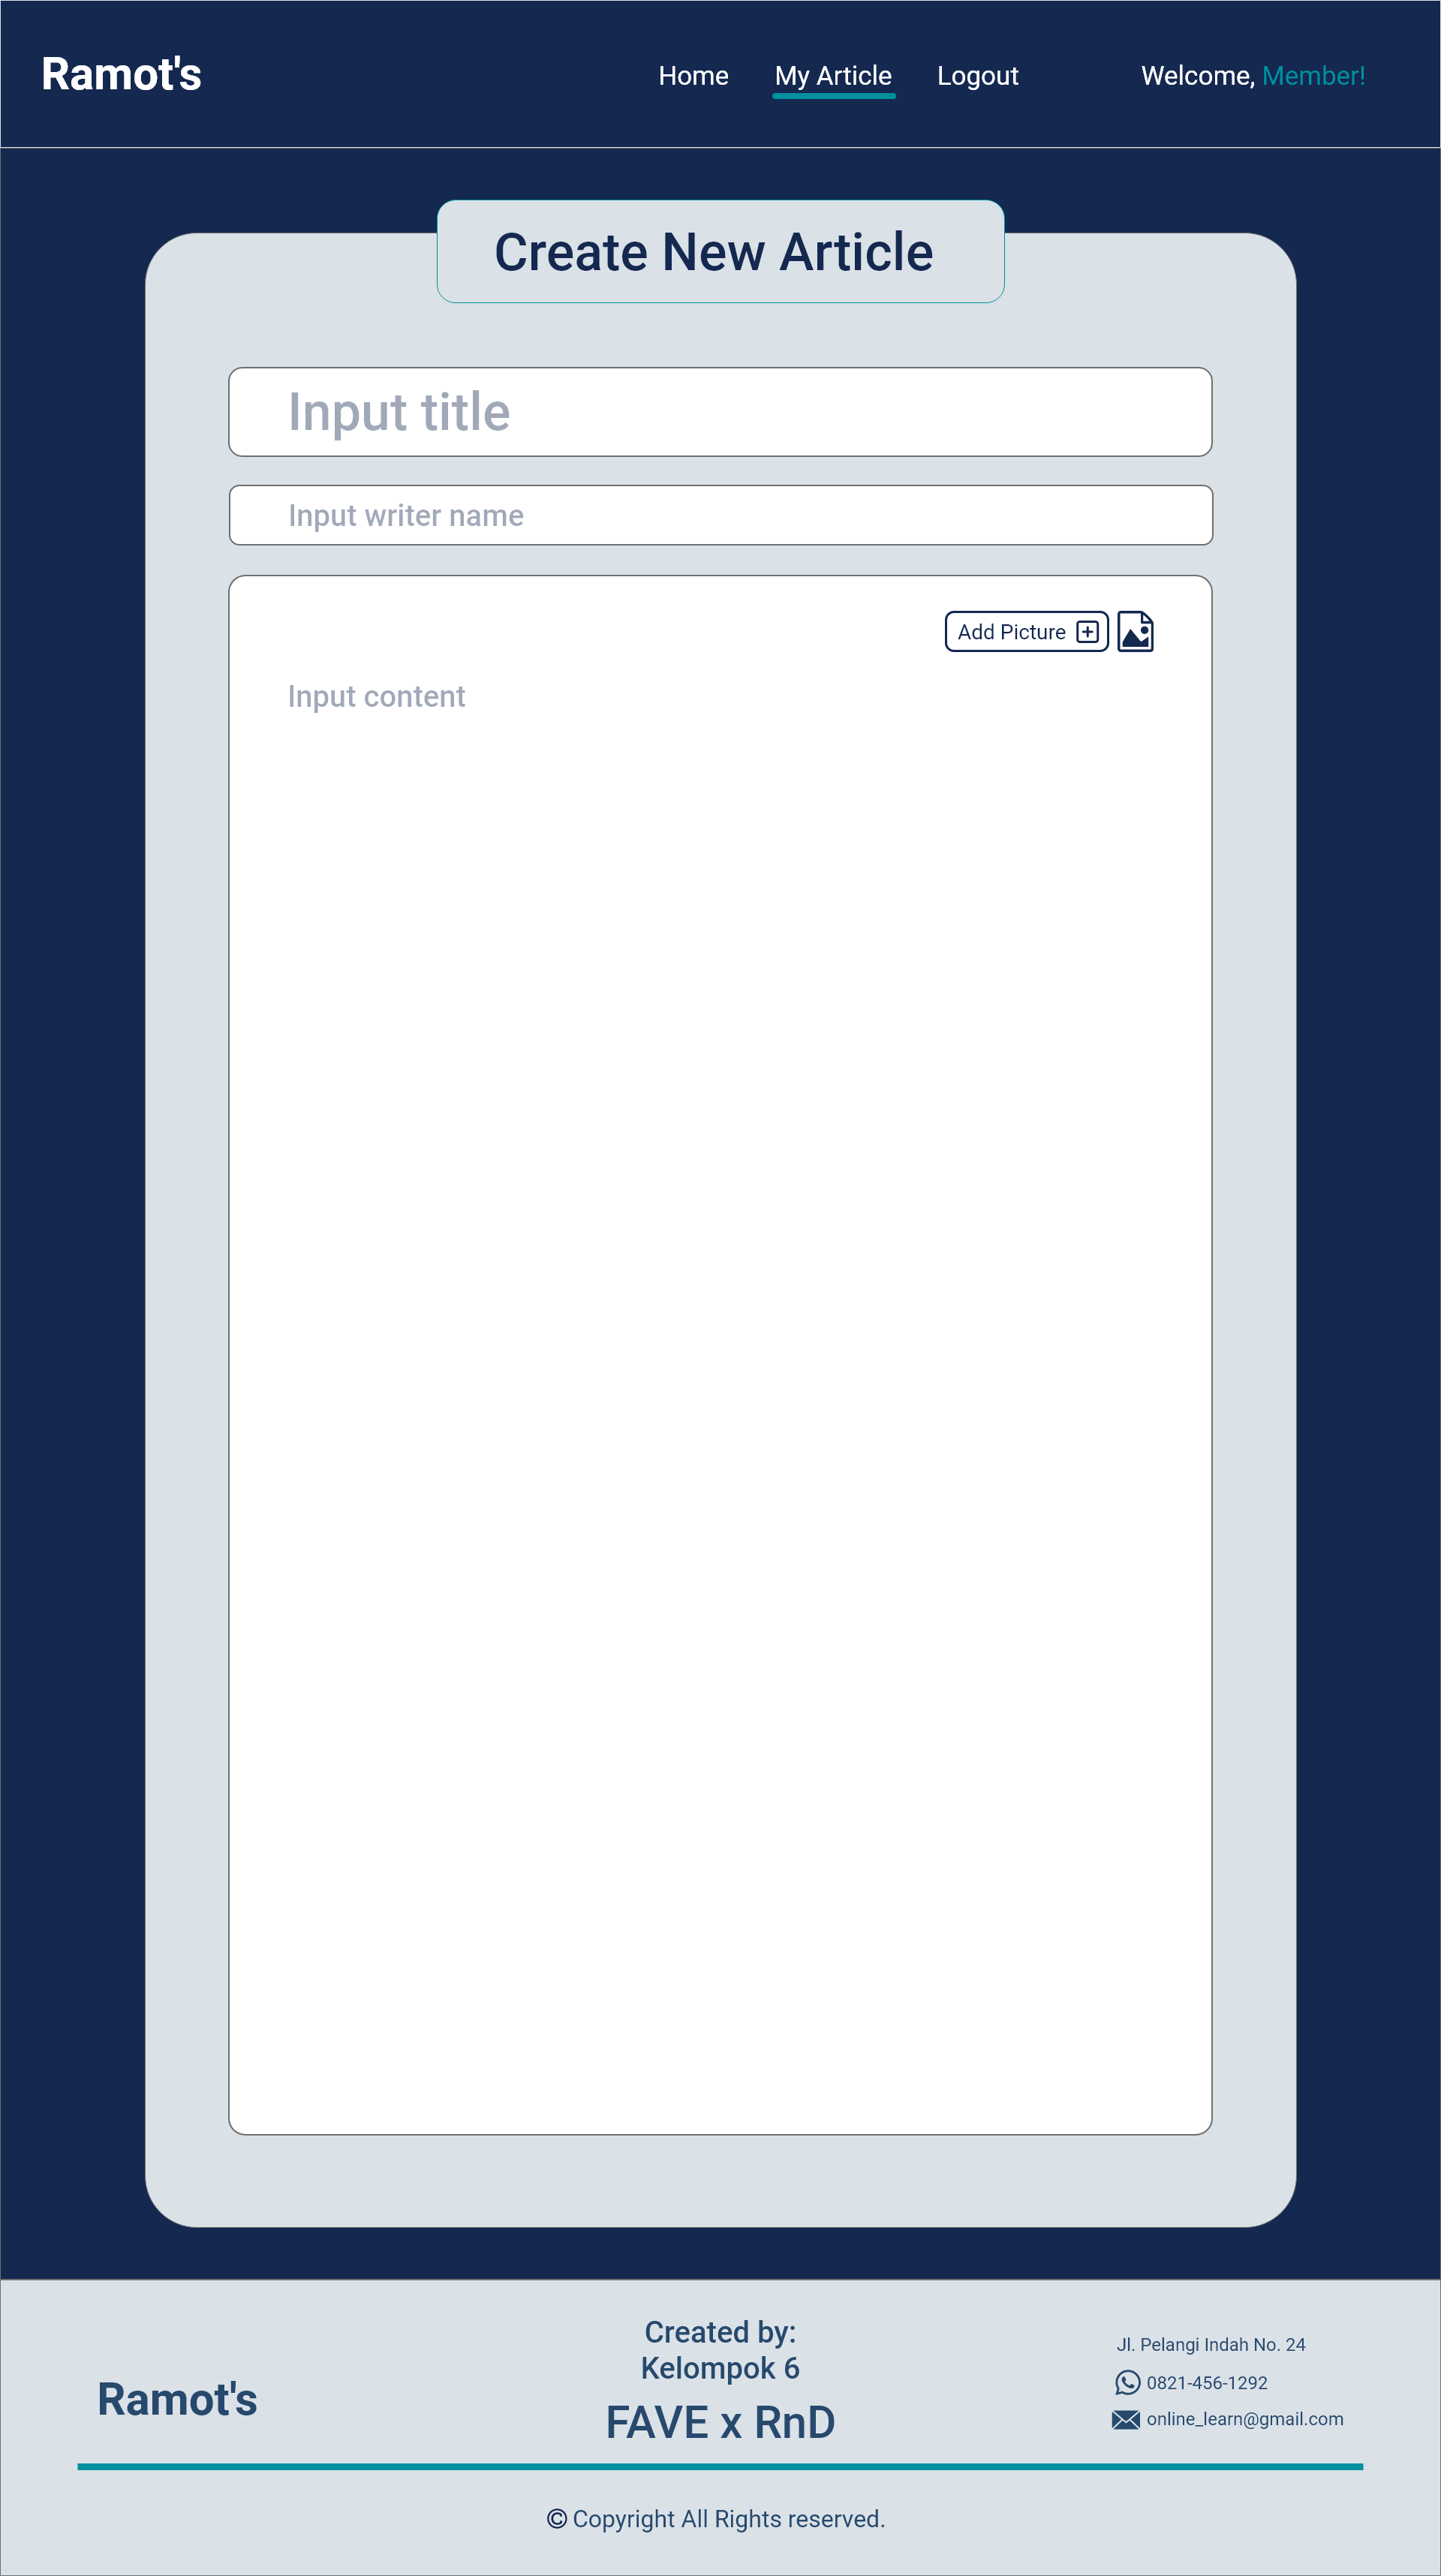 Ramot's
Home My Article Logout Welcome, Member!
Create New Article
Input title
Input writer name
Add Picture
Input content
Ramot's
Created by:
Kelompok 6
FAVE x RnD
Jl. Pelangi Indah No. 24
0821-456-1292
online_learn@gmail.com
© Copyright All Rights reserved.